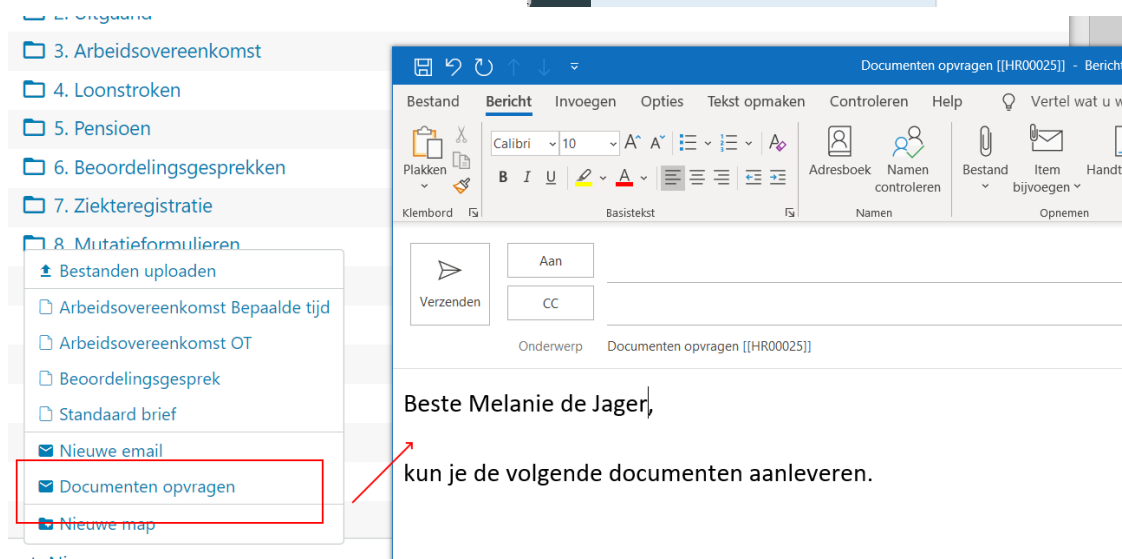 2. Uitgaand
3. Arbeidsovereenkomst
4. Loonstroken
5. Pensioen
6. Beoordelingsgesprekken
7. Ziekteregistratie
8. Mutatieformulieren
Bestanden uploaden
Arbeidsovereenkomst Bepaalde tijd
Arbeidsovereenkomst OT
Beoordelingsgesprek
Standaard brief
Nieuwe email
Documenten opvragen
Nieuwe map
Documenten opvragen [[HR00025]] - Bericht
Bestand Bericht Invoegen Opties Tekst opmaken Controleren Help Vertel wat u w
Calibri 10
Plakken
B I U A
Adresboek Namen controleren
Bestand Item bijvoegen Handt
Klembord Basistekst Namen Opnemen
Aan
Verzenden
CC
Onderwerp Documenten opvragen [[HR00025]]
Beste Melanie de Jager,
kun je de volgende documenten aanleveren.